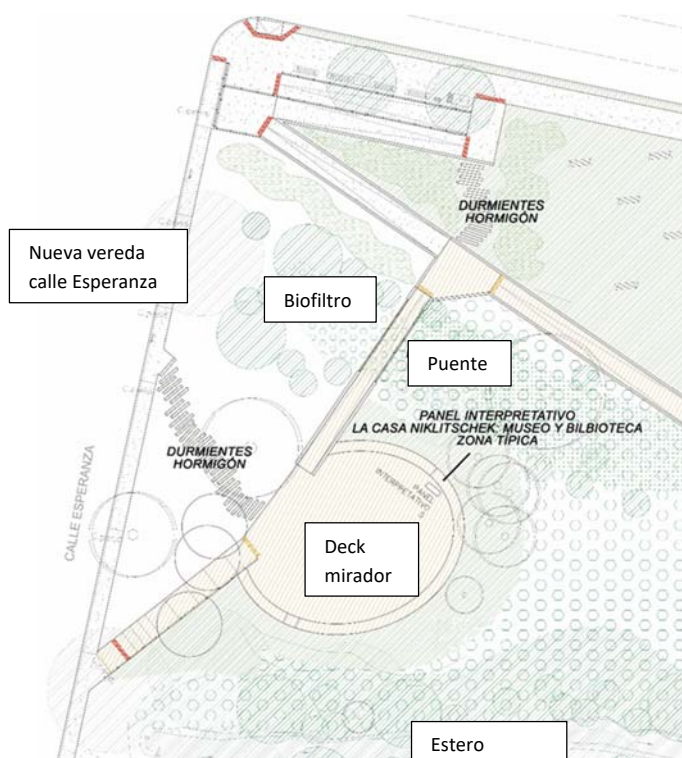 DURMIENTES
HORMIGÓN
Nueva vereda
calle Esperanza
Biofiltro
Puente
PANEL INTERPRETATIVO
LA CASA NIKLITSCHEK: MUSEO Y BILBIOTECA
ZONA TÍPICA
DURMIENTES
HORMIGÓN
CALLE ESPERANZA
PANEL
INTERPRETATIVO
Deck
mirador
Estero